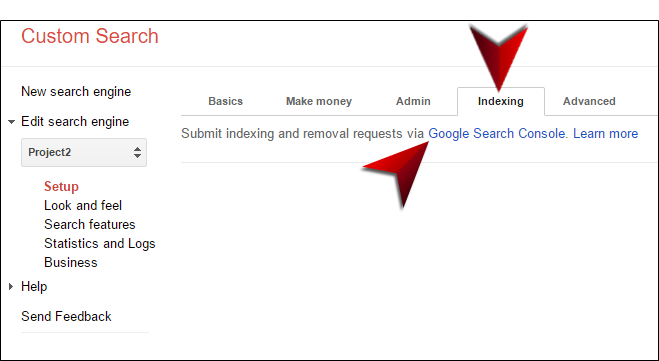 Custom Search
New search engine
Edit search engine
Project2
Setup
Look and feel
Search features
Statistics and Logs
Business
Help
Send Feedback
Basics Make money Admin Indexing Advanced
Submit indexing and removal requests via Google Search Console. Learn more